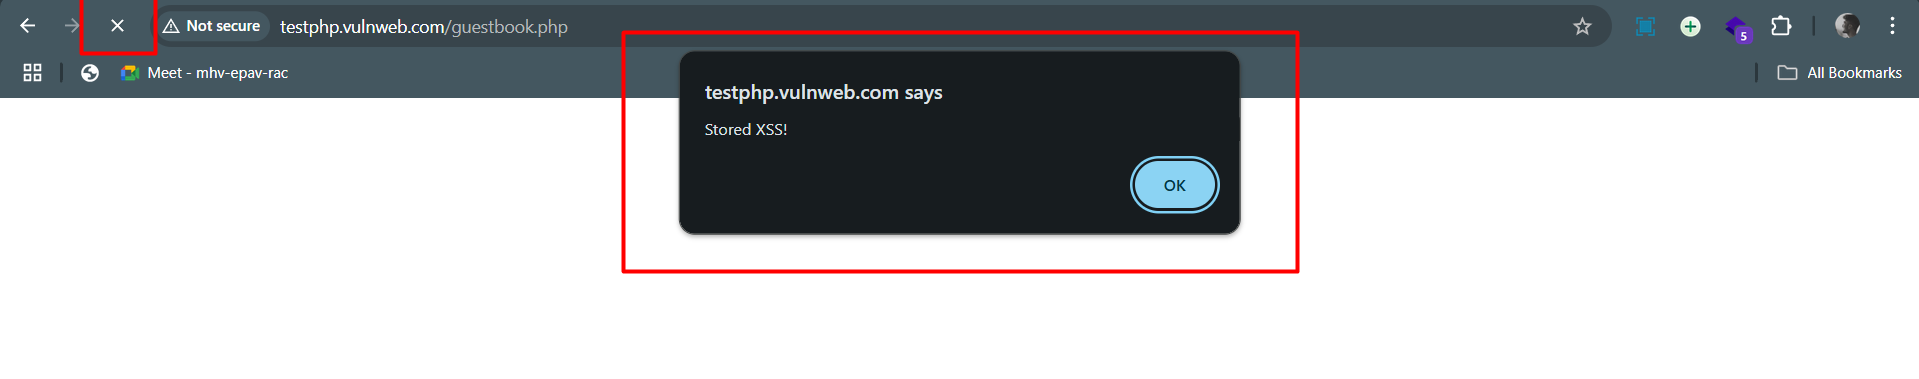 Not secure testphp.vulnweb.com/guestbook.php 5
Meet - mhv-epav-rac All Bookmarks
testphp.vulnweb.com says
Stored XSS!
OK